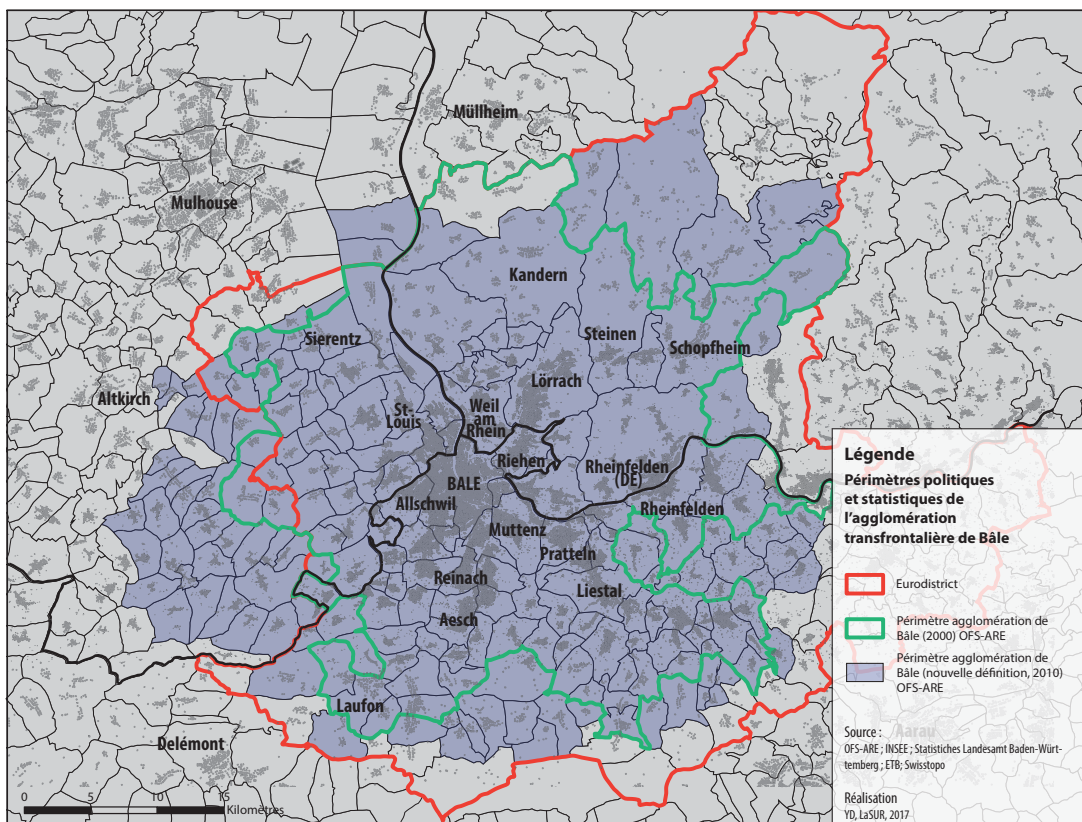 Müllheim
Mulhouse
Kandern
Sierentz
Steinen
Schopfheim
Lörrach
Altkirch
St-
Louis
Weil
am
Rhein
Riehen
Rheinfelden
(DE)
BALE
Allschwil
Rheinfelden
Muttenz
Pratteln
Reinach
Liestal
Aesch
Laufon
Delémont
0 5 10 15
Kilomètres
Légende
Périmètres politiques
et statistiques de
l'agglomération
transfrontalière de Bâle
Eurodistrict
Périmètre agglomération de
Bâle (2000) OFS-ARE
Périmètre agglomération de
Bâle (nouvelle définition, 2010)
OFS-ARE
Aarau
Source :
OFS-ARE ; INSEE ; Statistiches Landesamt Baden-Würt-
temberg ; ETB; Swisstopo
Réalisation
YD, LaSUR, 2017